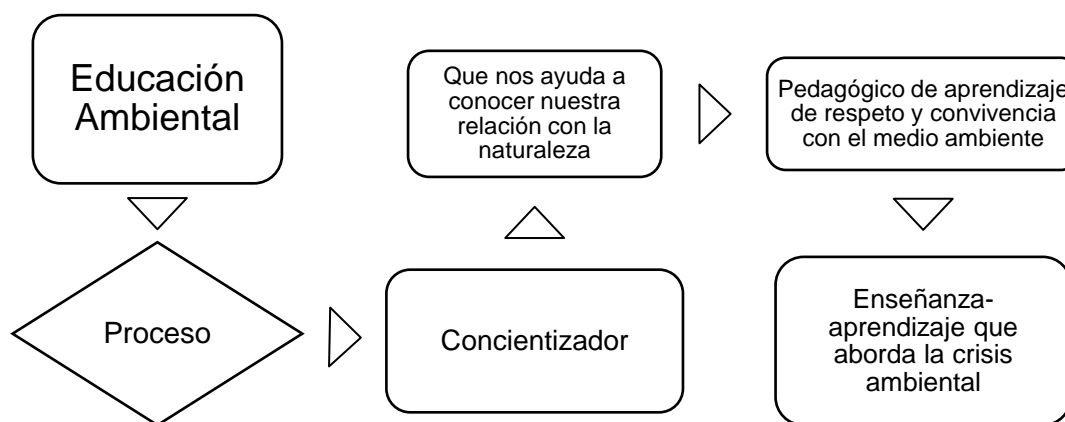 Educación
Ambiental
Proceso
Concientizador
Que nos ayuda a
conocer nuestra
relación con la
naturaleza
Pedagógico de aprendizaje
de respeto y convivencia
con el medio ambiente
Enseñanza-
aprendizaje que
aborda la crisis
ambiental